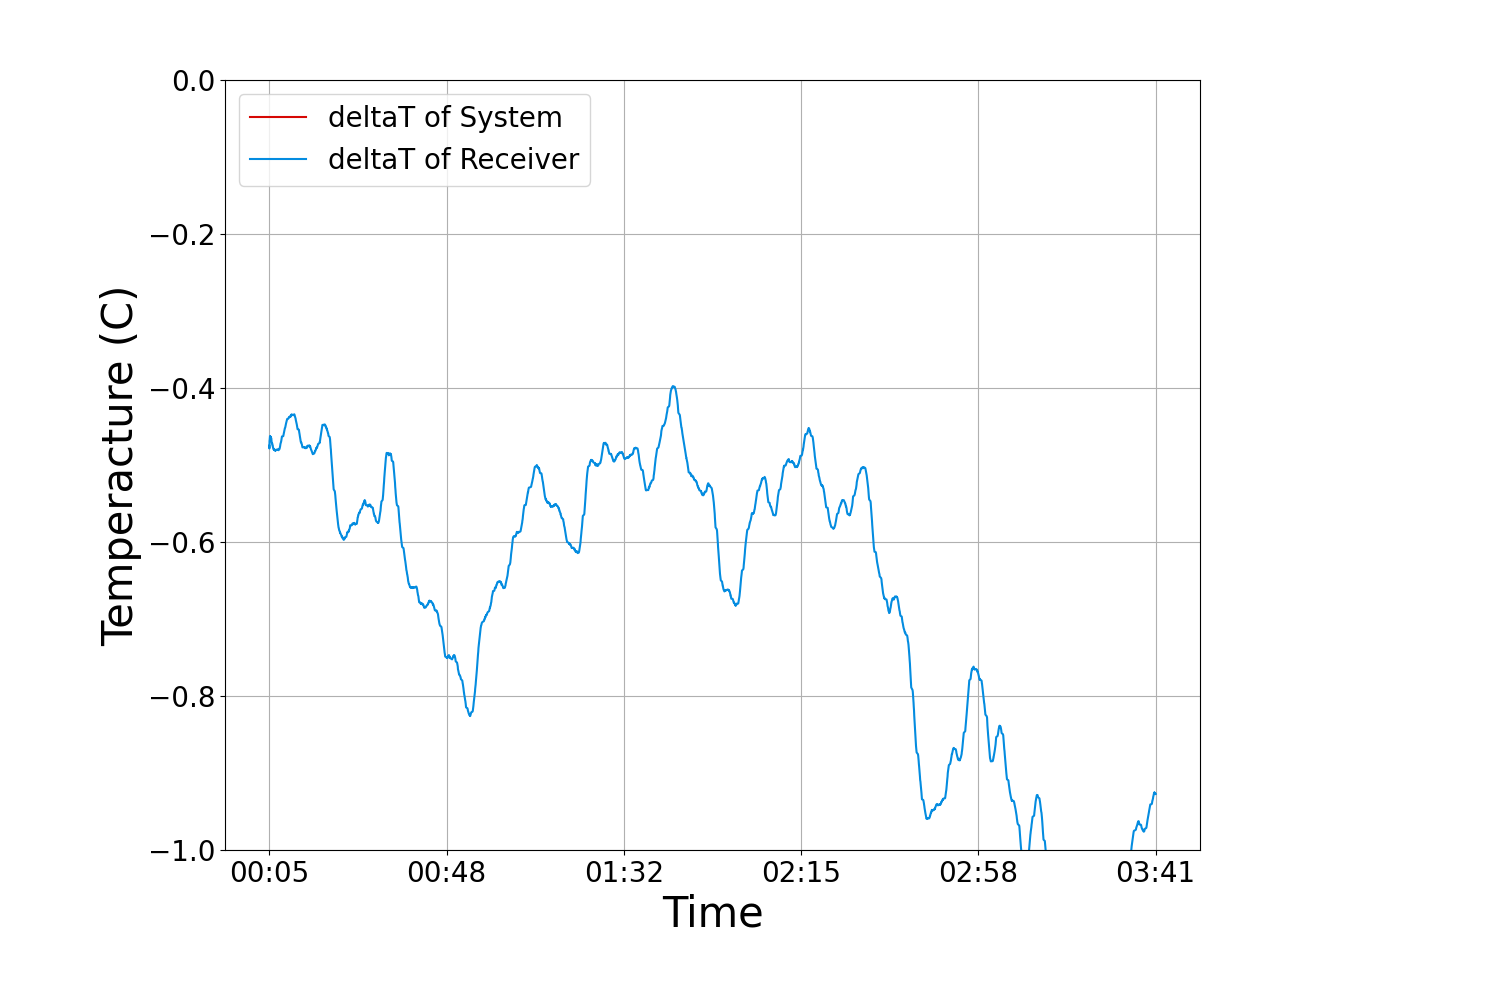 0.0
deltaT of System
deltaT of Receiver
−0.2
−0.4
−0.6
−0.8
−1.0
Temperacture (C)
00:05 00:48 01:32 02:15 02:58 03:41
Time